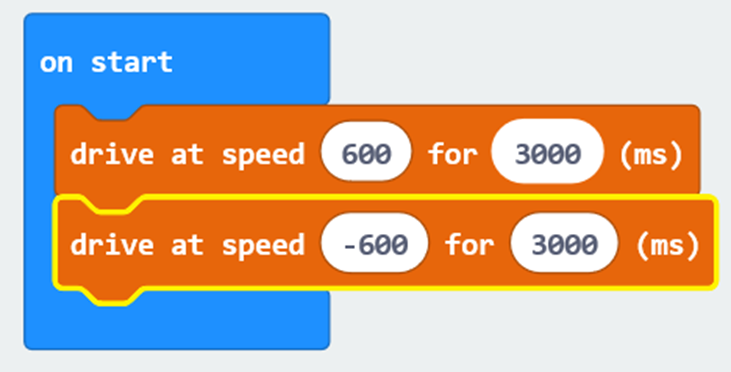 on start
drive at speed 600 for 3000 (ms)
drive at speed -600 for 3000 (ms)